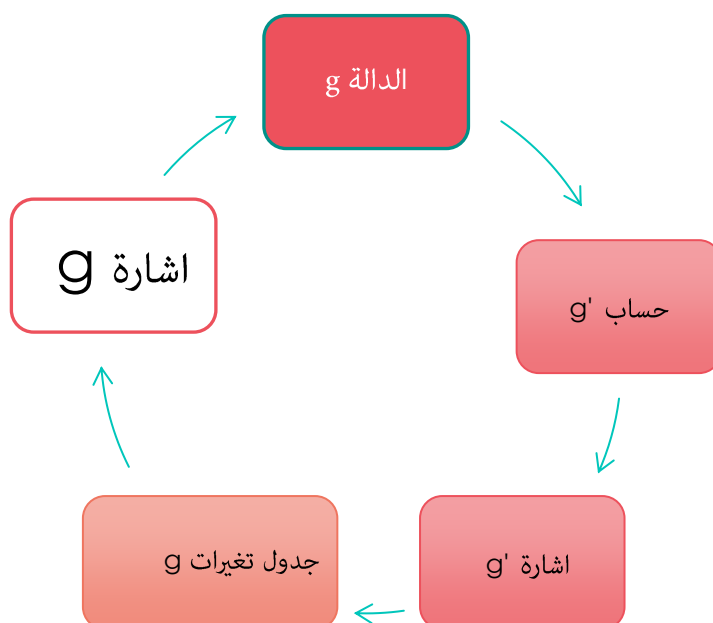 الدالة g
حساب g'
اشارة g'
جدول تغيرات g
اشارة g